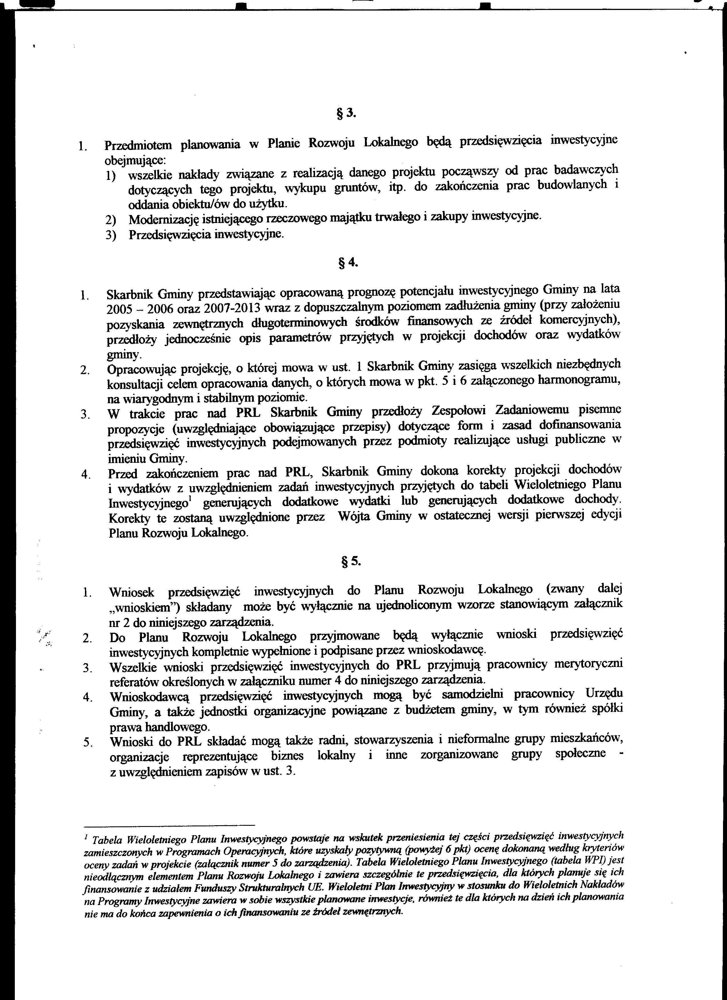 § 3.
1. Przedmiotem planowania w Planie Rozwoju Lokalnego będą przedsięwzięcia inwestycyjne
obejmujące:
1) wszelkie nakłady związane z realizacją danego projektu począwszy od prac badawczych
dotyczących tego projektu, wykupu gruntów, itp. do zakończenia prac budowlanych i
oddania obiektu/ów do użytku.
2) Modernizację istniejącego rzeczowego majątku trwałego i zakupy inwestycyjne.
3) Przedsięwzięcia inwestycyjne.
§ 4.
1. Skarbnik Gminy przedstawiając opracowaną prognozę potencjału inwestycyjnego Gminy na lata
2005 – 2006 oraz 2007-2013 wraz z dopuszczalnym poziomem zadłużenia gminy (przy założeniu
pozyskania zewnętrznych długoterminowych środków finansowych ze źródeł komercyjnych),
przedłoży jednocześnie opis parametrów przyjętych w projekcji dochodów oraz wydatków
gminy.
2. Opracowując projekcję, o której mowa w ust. 1 Skarbnik Gminy zasięga wszelkich niezbędnych
konsultacji celem opracowania danych, o których mowa w pkt. 5 i 6 załączonego harmonogramu,
na wiarygodnym i stabilnym poziomie.
3. W trakcie prac nad PRL Skarbnik Gminy przedłoży Zespołowi Zadaniowemu pisemne
propozycje (uwzględniające obowiązujące przepisy) dotyczące form i zasad dofinansowania
przedsięwzięć inwestycyjnych podejmowanych przez podmioty realizujące usługi publiczne w
imieniu Gminy.
4. Przed zakończeniem prac nad PRL, Skarbnik Gminy dokona korekty projekcji dochodów
i wydatków z uwzględnieniem zadań inwestycyjnych przyjętych do tabeli Wieloletniego Planu
Inwestycyjnego¹ generujących dodatkowe wydatki lub generujących dodatkowe dochody.
Korekty te zostaną uwzględnione przez Wójta Gminy w ostatecznej wersji pierwszej edycji
Planu Rozwoju Lokalnego.
§ 5.
1. Wniosek przedsięwzięć inwestycyjnych do Planu Rozwoju Lokalnego (zwany dalej
„wnioskiem”) składany może być wyłącznie na ujednoliconym wzorze stanowiącym załącznik
nr 2 do niniejszego zarządzenia.
2. Do Planu Rozwoju Lokalnego przyjmowane będą wyłącznie wnioski przedsięwzięć
inwestycyjnych kompletnie wypełnione i podpisane przez wnioskodawcę.
3. Wszelkie wnioski przedsięwzięć inwestycyjnych do PRL przyjmują pracownicy merytoryczni
referatów określonych w załączniku numer 4 do niniejszego zarządzenia.
4. Wnioskodawcą przedsięwzięć inwestycyjnych mogą być samodzielni pracownicy Urzędu
Gminy, a także jednostki organizacyjne powiązane z budżetem gminy, w tym również spółki
prawa handlowego.
5. Wnioski do PRL składać mogą także radni, stowarzyszenia i nieformalne grupy mieszkańców,
organizacje reprezentujące biznes lokalny i inne zorganizowane grupy społeczne -
z uwzględnieniem zapisów w ust. 3.
¹ Tabela Wieloletniego Planu Inwestycyjnego powstaje na wskutek przeniesienia tej części przedsięwzięć inwestycyjnych
zamieszczonych w Programach Operacyjnych, które uzyskały pozytywną (powyżej 6 pkt) ocenę dokonaną według kryteriów
oceny zadań w projekcie (załącznik numer 5 do zarządzenia). Tabela Wieloletniego Planu Inwestycyjnego (tabela WPI) jest
nieodłącznym elementem Planu Rozwoju Lokalnego i zawiera szczególnie te przedsięwzięcia, dla których planuje się ich
finansowanie z udziałem Funduszy Strukturalnych UE. Wieloletni Plan Inwestycyjny w stosunku do Wieloletnich Nakładów
na Programy Inwestycyjne zawiera w sobie wszystkie planowane inwestycje, również te dla których na dzień ich planowania
nie ma do końca zapewnienia o ich finansowaniu ze źródeł zewnętrznych.